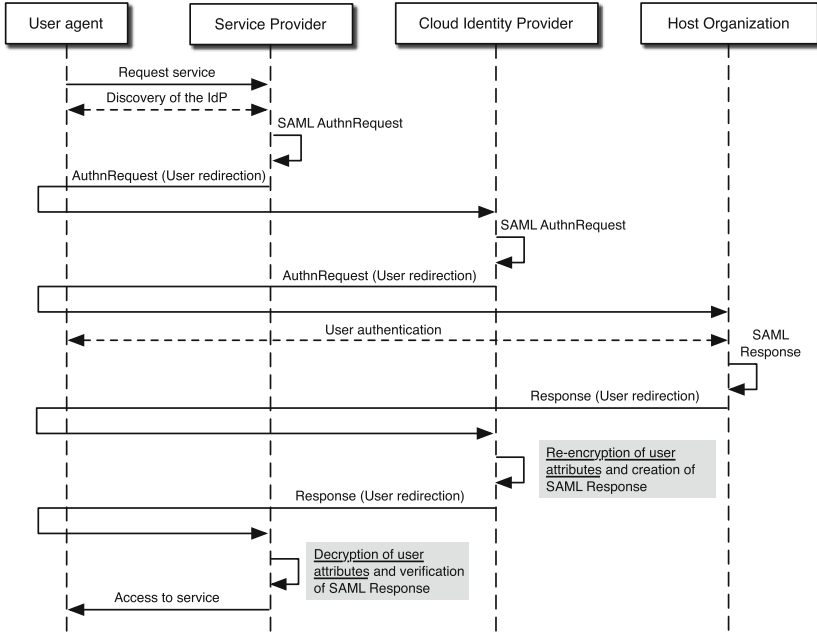 User agent
Service Provider
Cloud Identity Provider
Host Organization
Request service
Discovery of the IdP
SAML AuthnRequest
AuthnRequest (User redirection)
SAML AuthnRequest
AuthnRequest (User redirection)
User authentication
SAML
Response
Response (User redirection)
Re-encryption of user
attributes and creation of
SAML Response
Response (User redirection)
Decryption of user
attributes and verification
of SAML Response
Access to service